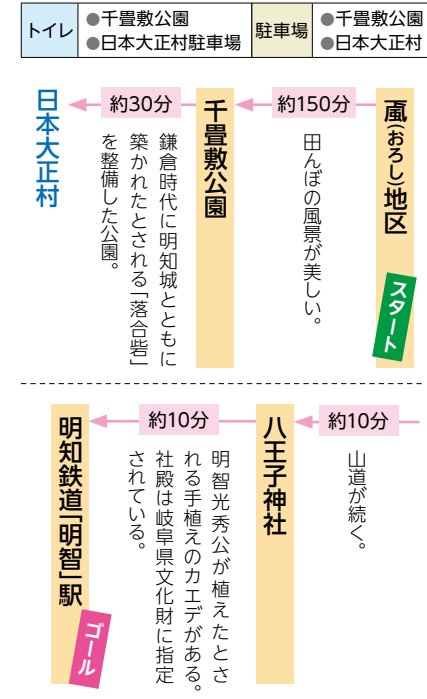 トイレ
●千畳敷公園
●日本大正村駐車場
駐車場
●千畳敷公園
●日本大正村
颪(おろし)地区
スタート
約150分
田んぼの風景が美しい。
千畳敷公園
約30分
鎌倉時代に明知城とともに
築かれたとされる「落合砦」
を整備した公園。
日本大正村
約10分
山道が続く。
八王子神社
約10分
明智光秀公が植えたとさ
れる手植えのカエデがある。
社殿は岐阜県文化財に指定
されている。
明知鉄道「明智」駅
ゴール